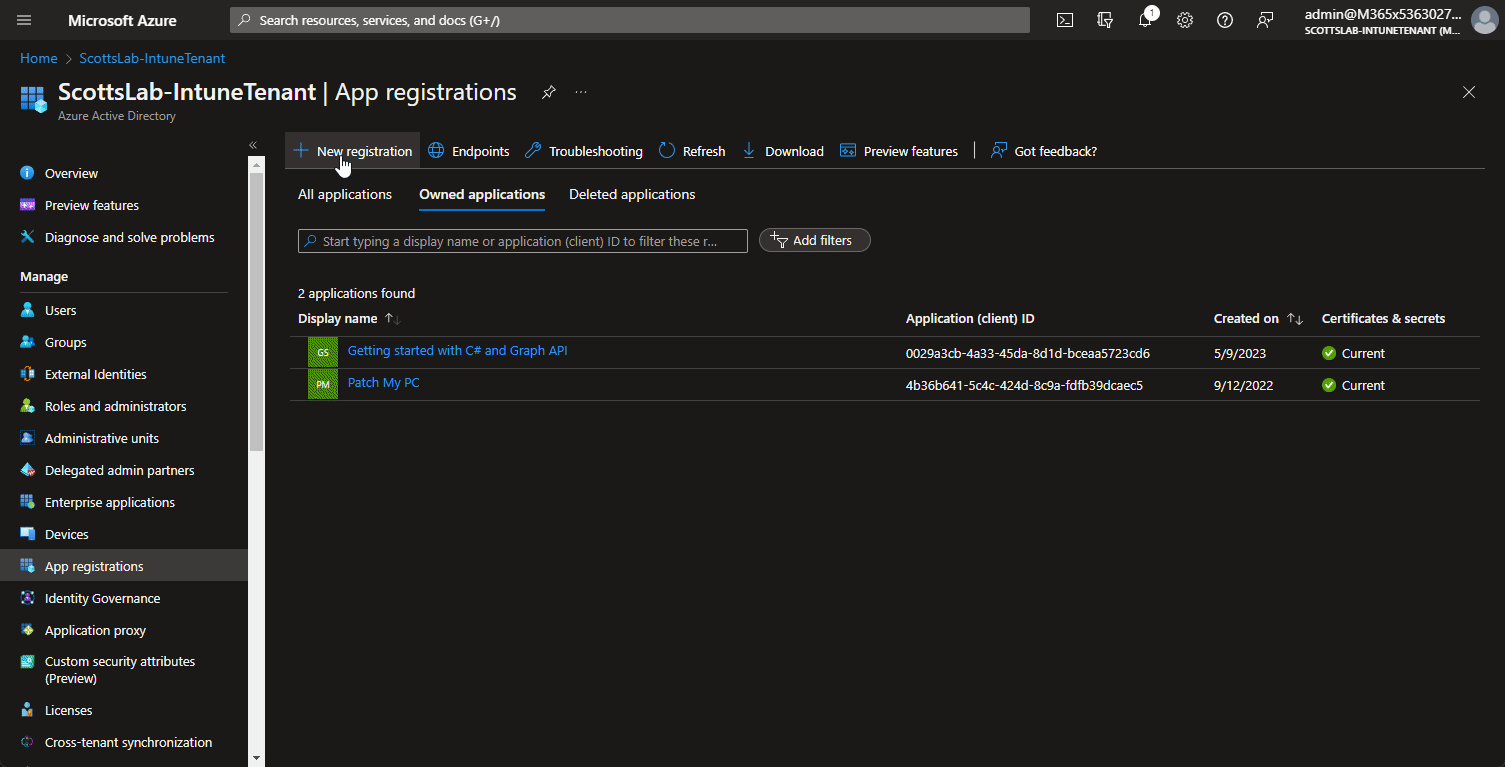 Microsoft Azure
Search resources, services, and docs (G+/)
1
admin@M365x5363027...
SCOTTSLAB-INTUNETENANT (M...
Home > ScottsLab-IntuneTenant
ScottsLab-IntuneTenant | App registrations
Azure Active Directory
Overview
Preview features
Diagnose and solve problems
Manage
Users
Groups
External Identities
Roles and administrators
Administrative units
Delegated admin partners
Enterprise applications
Devices
App registrations
Identity Governance
Application proxy
Custom security attributes
(Preview)
Licenses
Cross-tenant synchronization
New registration Endpoints Troubleshooting Refresh Download Preview features Got feedback?
All applications Owned applications Deleted applications
Start typing a display name or application (client) ID to filter these r... Add filters
2 applications found
Display name Application (client) ID Created on Certificates & secrets
GS Getting started with C# and Graph API 0029a3cb-4a33-45da-8d1d-bceaa5723cd6 5/9/2023 Current
PM Patch My PC 4b36b641-5c4c-424d-8c9a-fdfb39dcaec5 9/12/2022 Current